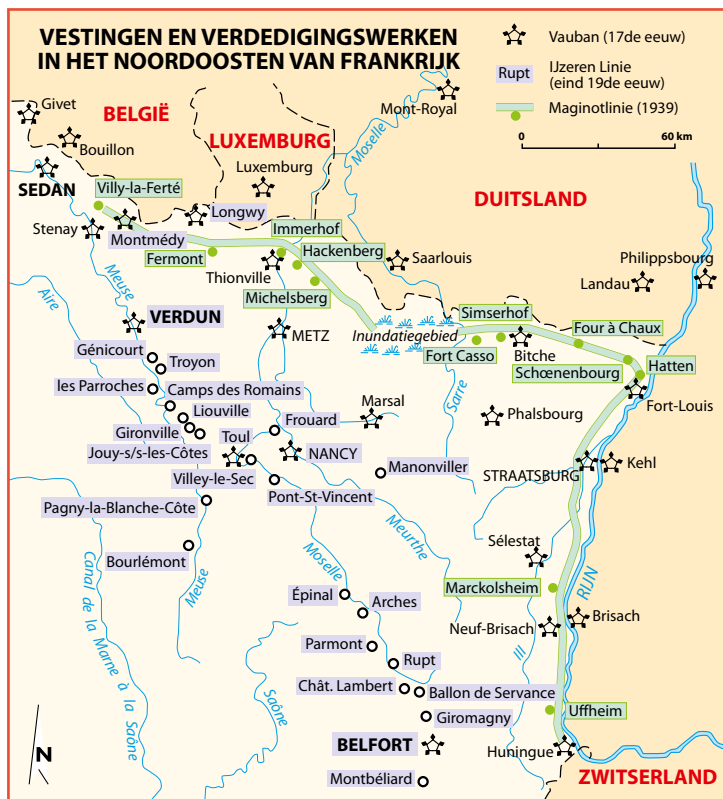 VESTINGEN EN VERDEDIGINGSWERKEN
IN HET NOORDOOSTEN VAN FRANKRIJK
Vauban (17de eeuw)
Rupt
IJzeren Linie
(eind 19de eeuw)
Maginotlinie (1939)
0
60 km
Givet
BELGIË
Bouillon
LUXEMBURG
Luxemburg
Mont-Royal
Moselle
DUITSLAND
SEDAN
Villy-la-Ferté
Stenay
Montmédy
Longwy
Fermont
Immerhof
Hackenberg
Thionville
Michelsberg
Saarlouis
Philippsbourg
Landau
Meuse
Aire
VERDUN
METZ
Inundatiegebied
Simserhof
Fort Casso
Bitche
Four à Chaux
Schœnenbourg
Hatten
Fort-Louis
Génicourt
Troyon
les Parroches
Camps des Romains
Liouville
Gironville
Jouy-s/s-les-Côtes
Toul
Frouard
NANCY
Marsal
Sarre
Phalsbourg
Villey-le-Sec
Manonviller
STRAATSBURG
Kehl
Pont-St-Vincent
Pagny-la-Blanche-Côte
Meurthe
Bourlémont
Moselle
Sélestat
Canal de la Marne à la Saône
Meuse
Épinal
Arches
Marckolsheim
RIJN
Neuf-Brisach
Brisach
Parmont
Rupt
Ill
Saône
Chât. Lambert
Ballon de Servance
Giromagny
Uffheim
BELFORT
Huningue
N
Montbéliard
ZWITSERLAND